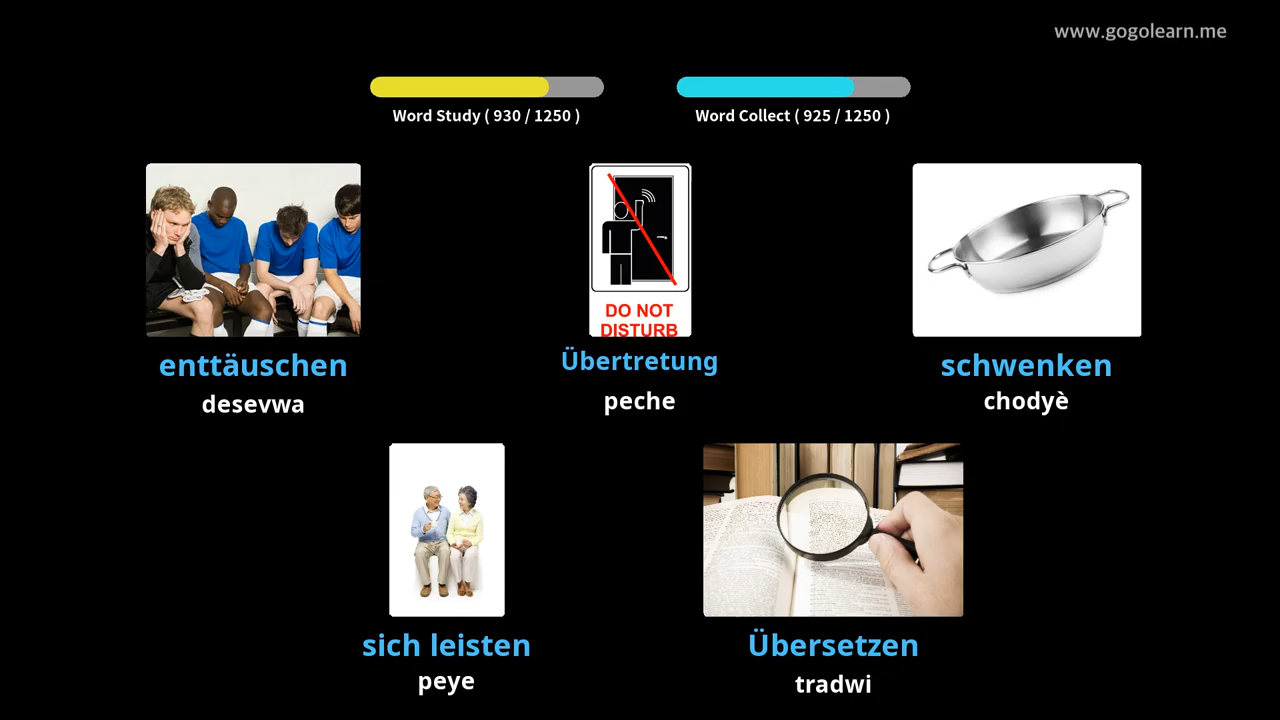 www.gogolearn.me
Word Study ( 930 / 1250 )
Word Collect ( 925 / 1250 )
DO NOT
DISTURB
enttäuschen
desevwa
Übertretung
peche
schwenken
chodyè
sich leisten
peye
Übersetzen
tradwi